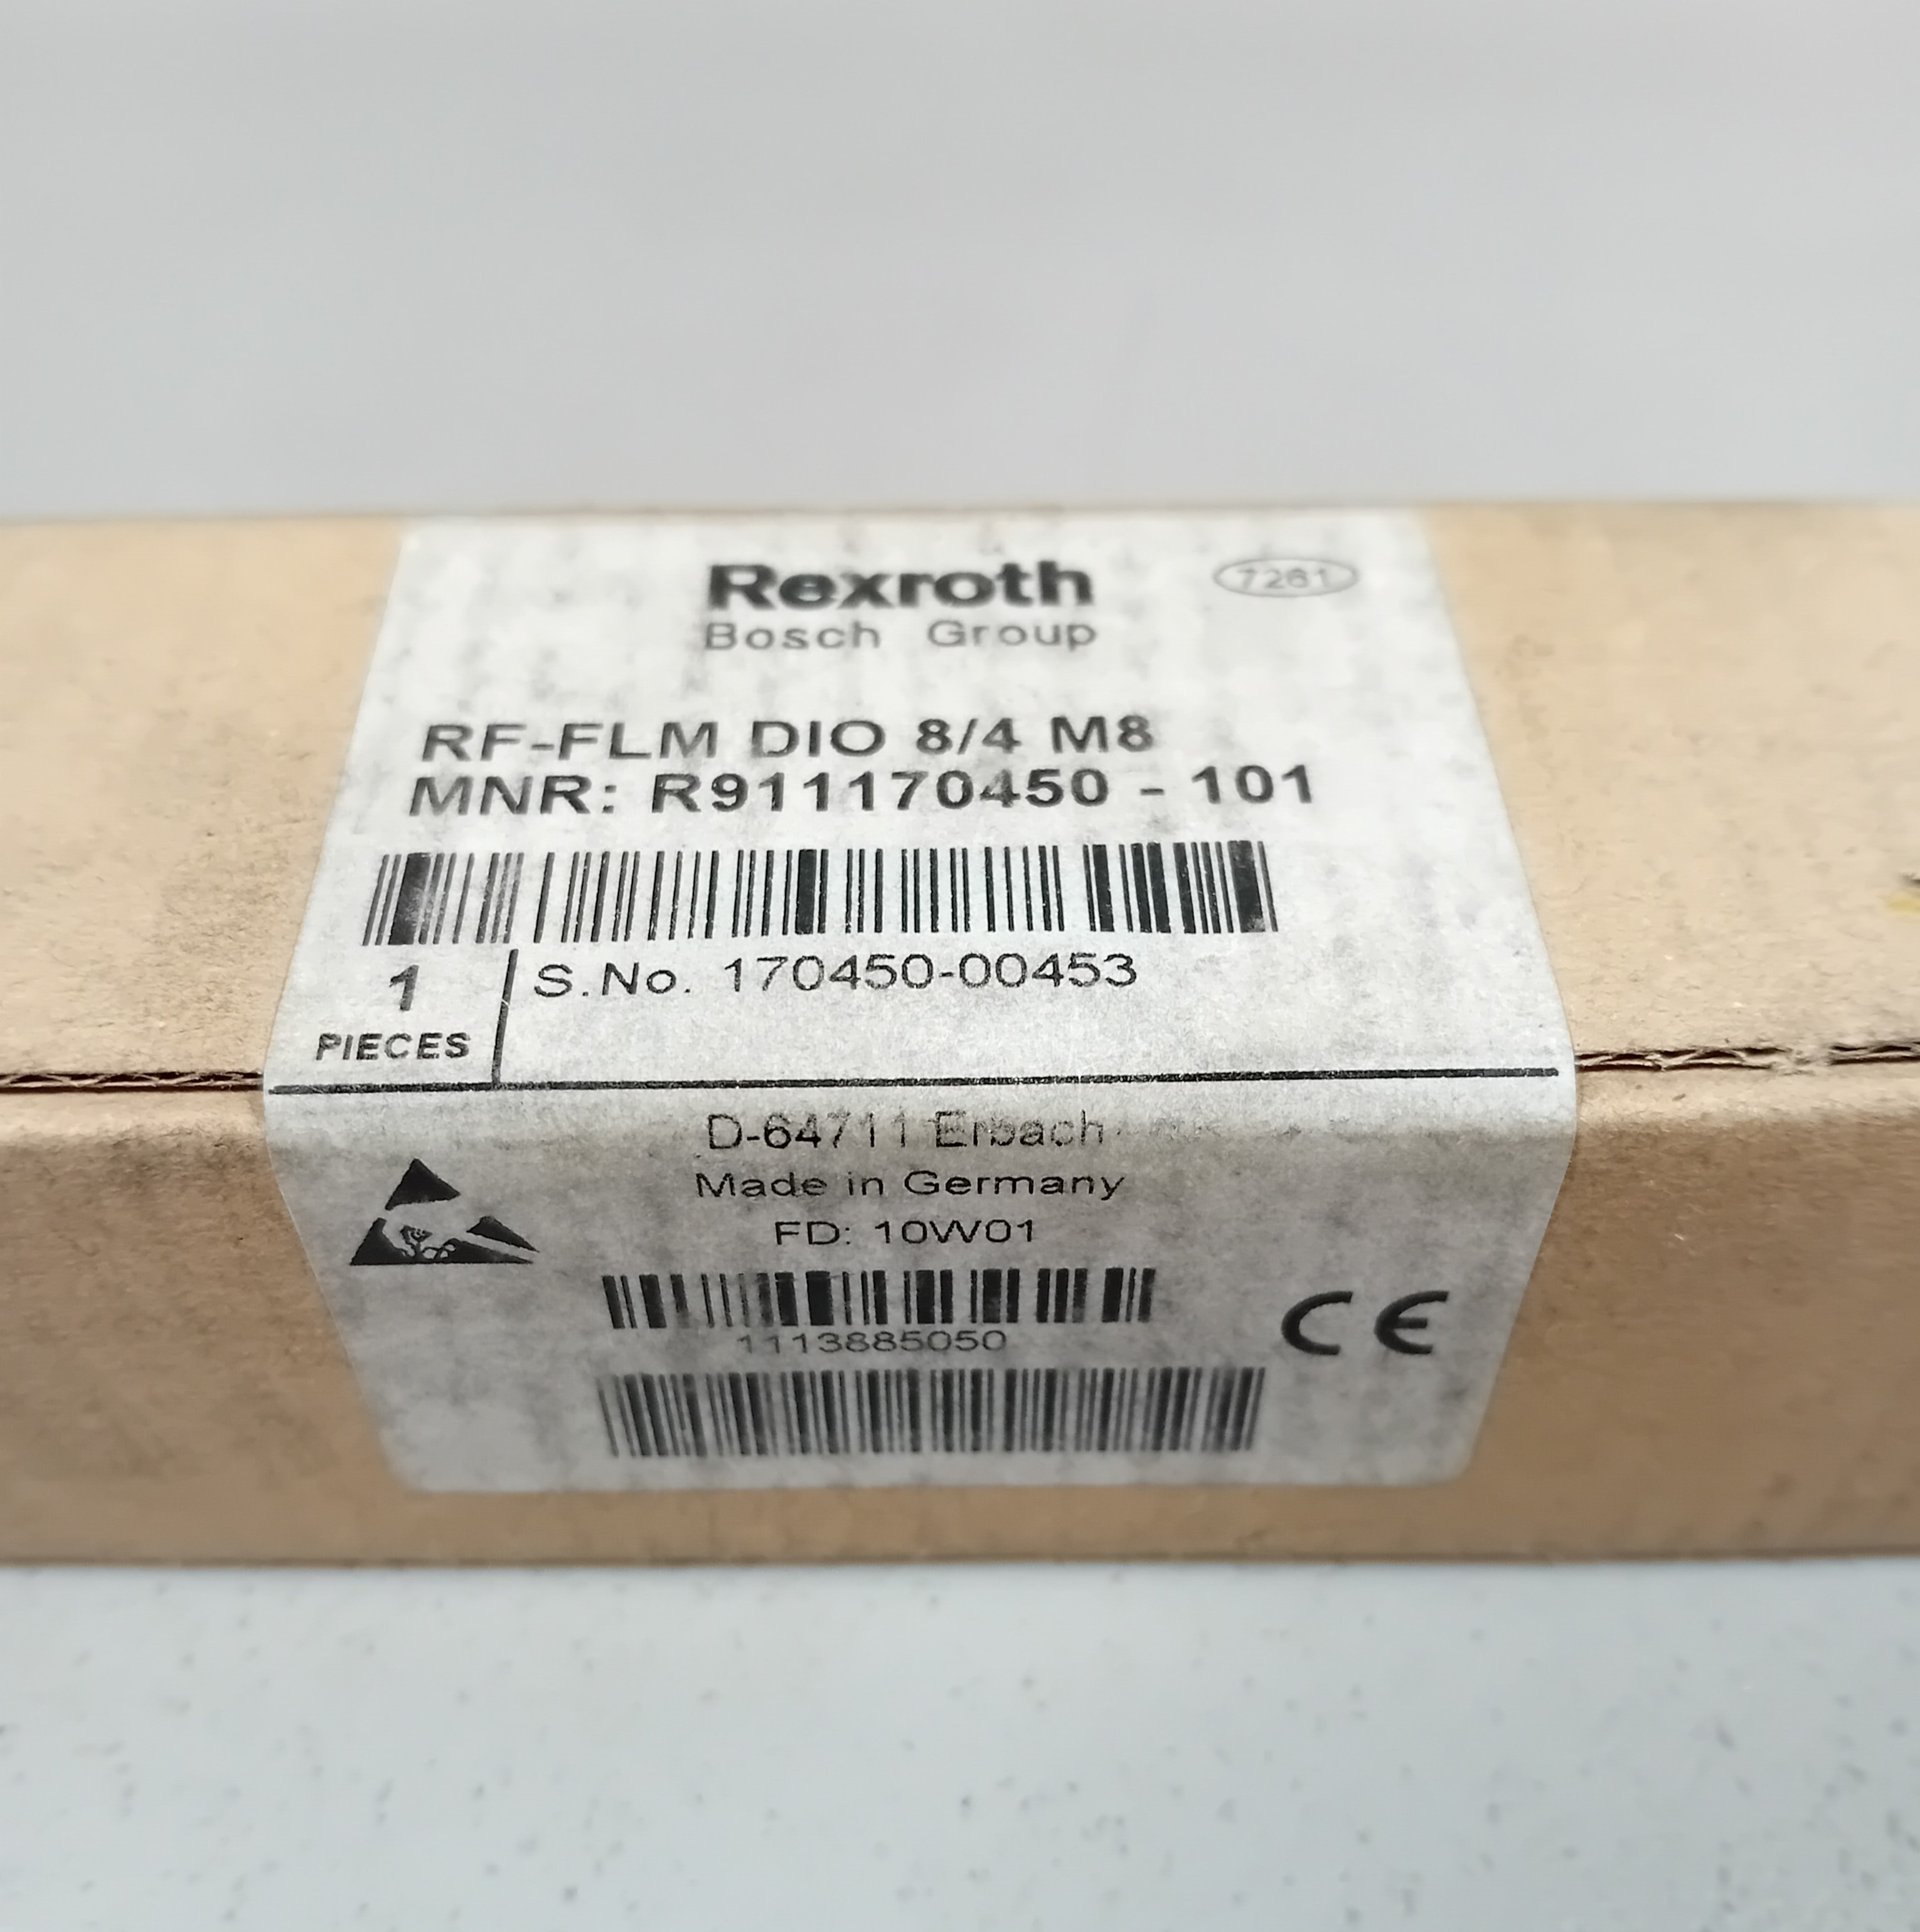 Rexroth
7261
Bosch Group
RF-FLM DIO 8/4 M8
MNR: R911170450 - 101
1
PIECES
S.No. 170450-00453
D-64711 Erbach
Made in Germany
FD: 10W01
1113885050
CE